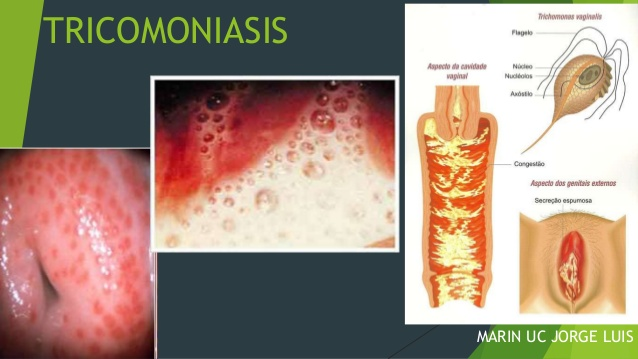 TRICOMONIASIS
Trichomonas vaginalis
Flagelo
Núcleo
Nucléolos
Axóstilo
Aspecto da cavidade
vaginal
Congestão
Aspecto dos genitais externos
Secreção espumosa
MARIN UC JORGE LUIS